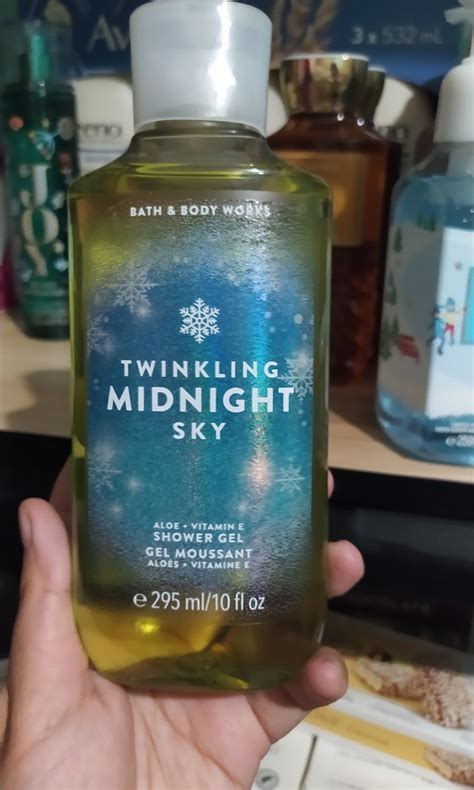 3 x 532 mL
JOY
BATH & BODY WORKS
TWINKLING
MIDNIGHT
SKY
ALOE + VITAMIN E
SHOWER GEL
GEL MOUSSANT
ALOÈS + VITAMINE E
e 295 ml/10 fl oz